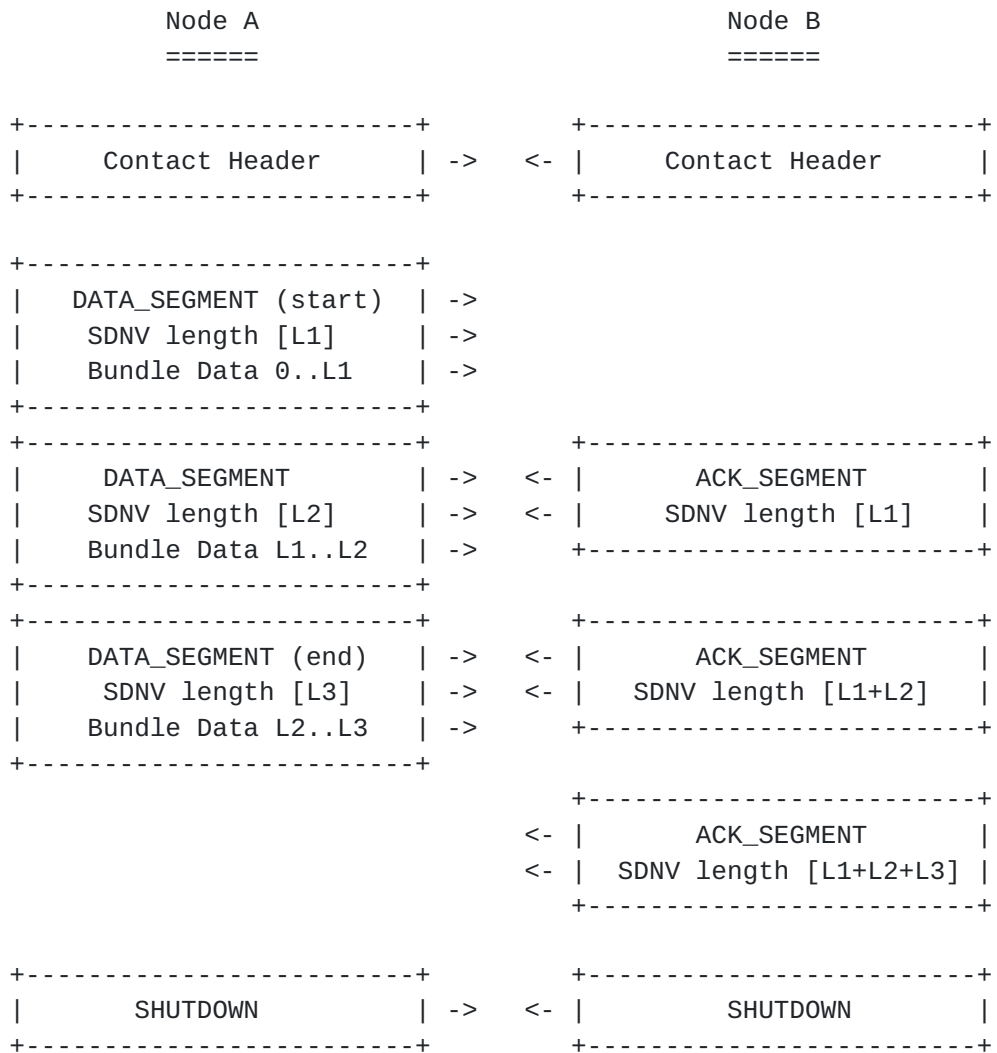 Node A                              Node B
          ======                              ======

+-------------------------+         +-------------------------+
|     Contact Header      | ->   <- |     Contact Header      |
+-------------------------+         +-------------------------+

+-------------------------+
|   DATA_SEGMENT (start)  | ->
|    SDNV length [L1]     | ->
|    Bundle Data 0..L1    | ->
+-------------------------+
+-------------------------+         +-------------------------+
|     DATA_SEGMENT        | ->   <- |       ACK_SEGMENT       |
|    SDNV length [L2]     | ->   <- |     SDNV length [L1]    |
|    Bundle Data L1..L2   | ->      +-------------------------+
+-------------------------+
+-------------------------+         +-------------------------+
|    DATA_SEGMENT (end)   | ->   <- |       ACK_SEGMENT       |
|     SDNV length [L3]    | ->   <- |   SDNV length [L1+L2]   |
|    Bundle Data L2..L3   | ->      +-------------------------+
+-------------------------+
                                    +-------------------------+
                                 <- |       ACK_SEGMENT       |
                                 <- |  SDNV length [L1+L2+L3] |
                                    +-------------------------+

+-------------------------+         +-------------------------+
|       SHUTDOWN          | ->   <- |         SHUTDOWN        |
+-------------------------+         +-------------------------+